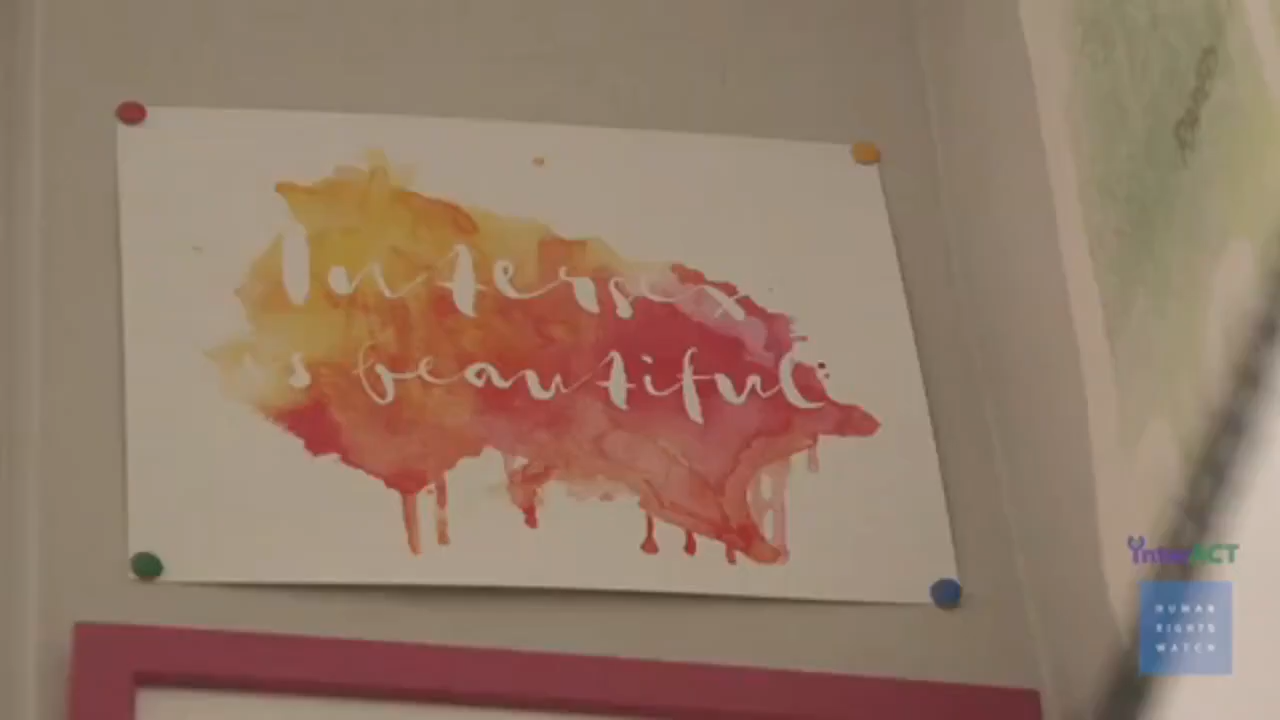 Intersex
is beautiful
interACT
HUMAN
RIGHTS
WATCH